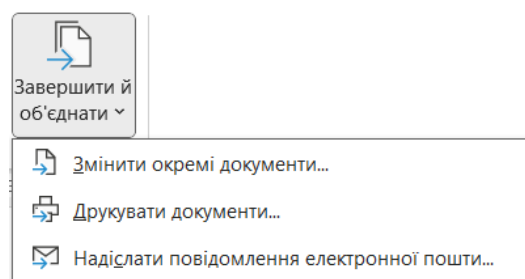 Завершити й
об'єднати
Змінити окремі документи...
Друкувати документи...
Надіслати повідомлення електронної пошти...